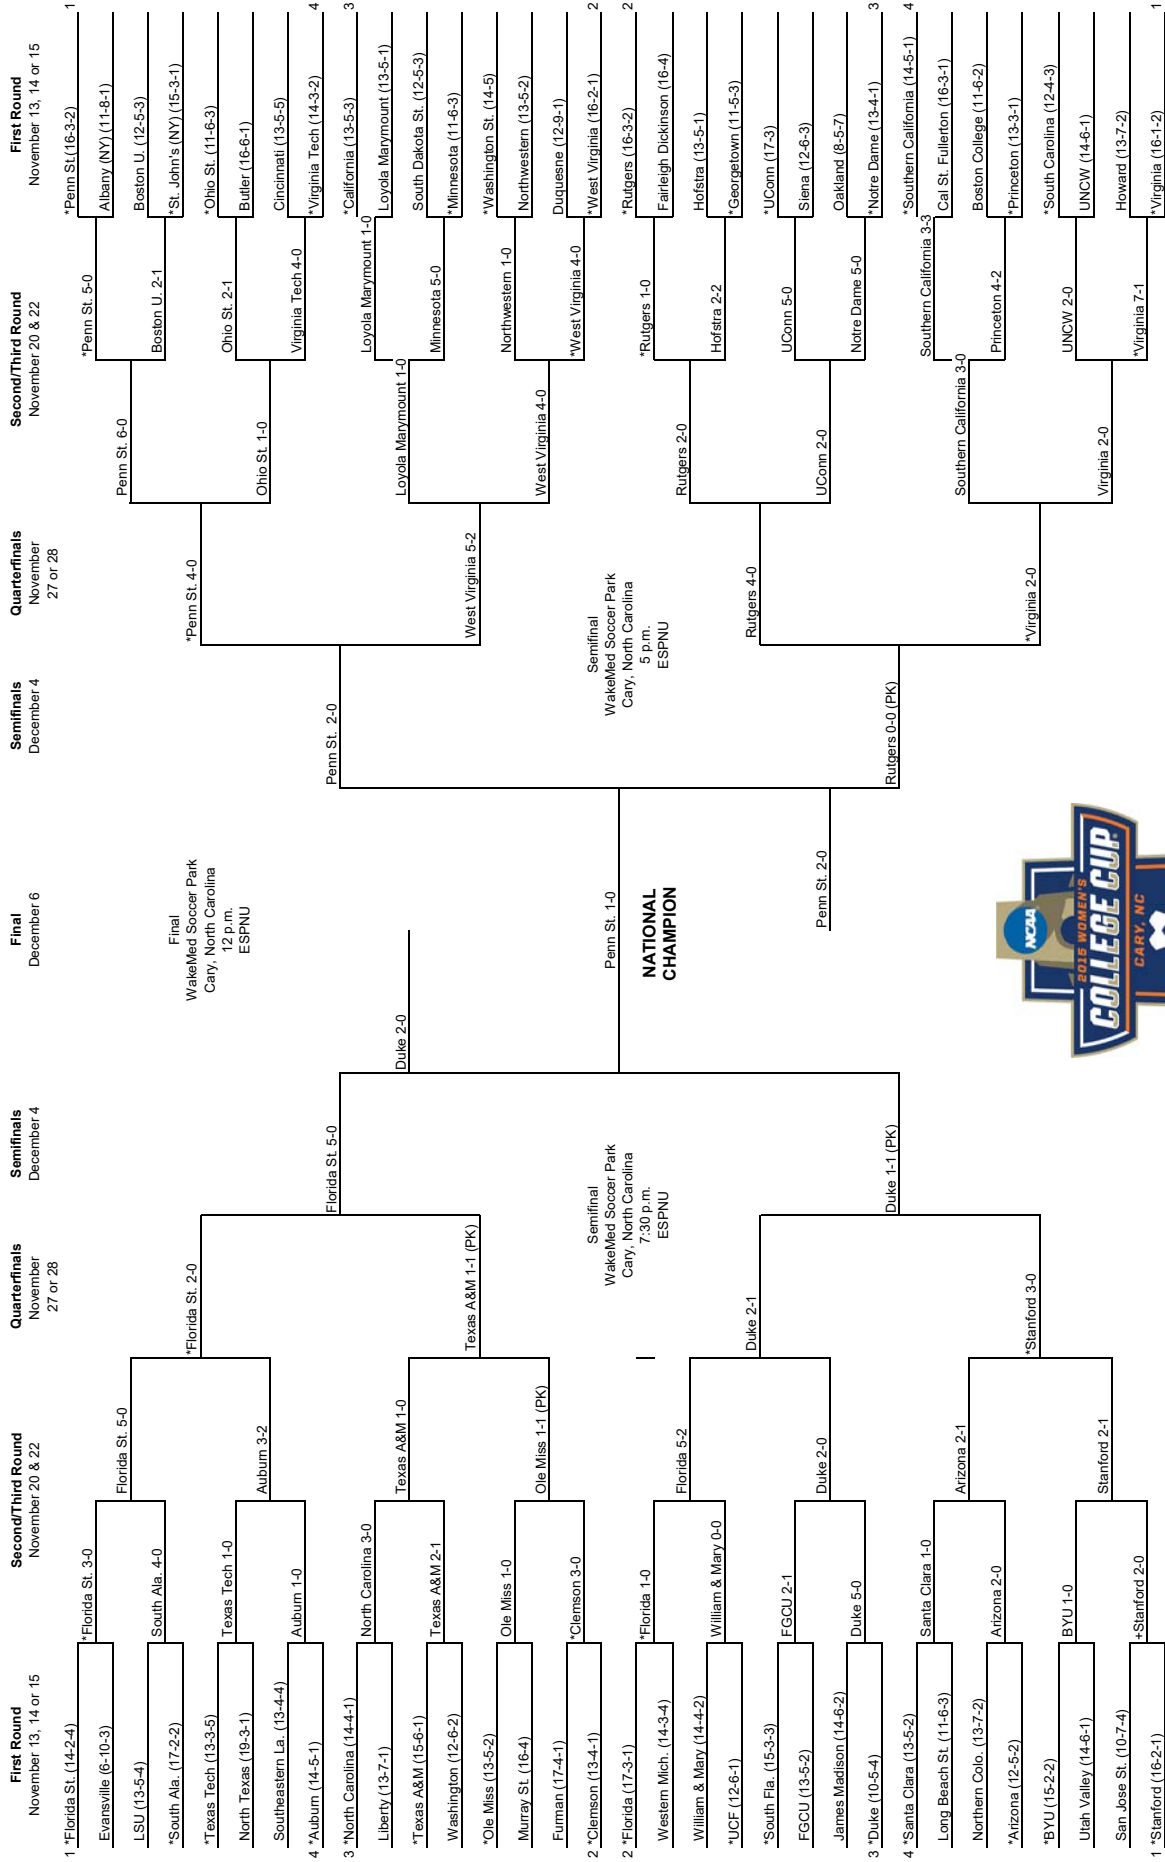 First Round
November 13, 14 or 15
Second/Third Round
November 20 & 22
Quarterfinals
November
27 or 28
Semifinals
December 4
Final
December 6
Semifinals
December 4
Quarterfinals
November
27 or 28
Second/Third Round
November 20 & 22
First Round
November 13, 14 or 15
1 *Florida St. (14-2-4)
Evansville (6-10-3)
LSU (13-5-4)
*South Ala. (17-2-2)
*Texas Tech (13-3-5)
North Texas (19-3-1)
Southeastern La. (13-4-4)
4 *Auburn (14-5-1)
3 *North Carolina (14-4-1)
Liberty (13-7-1)
*Texas A&M (15-6-1)
Washington (12-6-2)
*Ole Miss (13-5-2)
Murray St. (16-4)
Furman (17-4-1)
2 *Clemson (13-4-1)
2 *Florida (17-3-1)
Western Mich. (14-3-4)
William & Mary (14-4-2)
*UCF (12-6-1)
*South Fla. (15-3-3)
FGCU (13-5-2)
James Madison (14-6-2)
3 *Duke (10-5-4)
4 *Santa Clara (13-5-2)
Long Beach St. (11-6-3)
Northern Colo. (13-7-2)
*Arizona (12-5-2)
*BYU (15-2-2)
Utah Valley (14-6-1)
San Jose St. (10-7-4)
1 *Stanford (16-2-1)
*Florida St. 3-0
South Ala. 4-0
Texas Tech 1-0
Auburn 1-0
North Carolina 3-0
Texas A&M 2-1
Ole Miss 1-0
*Clemson 3-0
*Florida 1-0
William & Mary 0-0
FGCU 2-1
Duke 5-0
Santa Clara 1-0
Arizona 2-0
BYU 1-0
+Stanford 2-0
Florida St. 5-0
Auburn 3-2
Texas A&M 1-0
Ole Miss 1-1 (PK)
Florida 5-2
Duke 2-0
Arizona 2-1
Stanford 2-1
*Florida St. 2-0
Texas A&M 1-1 (PK)
Duke 2-1
*Stanford 3-0
Semifinal
WakeMed Soccer Park
Cary, North Carolina
7:30 p.m.
ESPNU
Florida St. 5-0
Duke 1-1 (PK)
Duke 2-0
Final
WakeMed Soccer Park
Cary, North Carolina
12 p.m.
ESPNU
Penn St. 1-0
NATIONAL
CHAMPION
Penn St. 2-0
NCAA
2015 WOMEN'S
COLLEGE CUP
CARY, NC
Penn St. 2-0
Rutgers 0-0 (PK)
Semifinal
WakeMed Soccer Park
Cary, North Carolina
5 p.m.
ESPNU
*Penn St. 4-0
West Virginia 5-2
Rutgers 4-0
*Virginia 2-0
Penn St. 6-0
Ohio St. 1-0
Loyola Marymount 1-0
West Virginia 4-0
Rutgers 2-0
UConn 2-0
Southern California 3-0
Virginia 2-0
*Penn St. 5-0
Boston U. 2-1
Ohio St. 2-1
Virginia Tech 4-0
Loyola Marymount 1-0
Minnesota 5-0
Northwestern 1-0
*West Virginia 4-0
*Rutgers 1-0
Hofstra 2-2
UConn 5-0
Notre Dame 5-0
Southern California 3-3
Princeton 4-2
UNCW 2-0
*Virginia 7-1
*Penn St. (16-3-2) 1
Albany (NY) (11-8-1)
Boston U. (12-5-3)
*St. John's (NY) (15-3-1)
*Ohio St. (11-6-3)
Butler (16-6-1)
Cincinnati (13-5-5)
*Virginia Tech (14-3-2) 4
*California (13-5-3) 3
Loyola Marymount (13-5-1)
South Dakota St. (12-5-3)
*Minnesota (11-6-3)
*Washington St. (14-5)
Northwestern (13-5-2)
Duquesne (12-9-1)
*West Virginia (16-2-1) 2
*Rutgers (16-3-2) 2
Fairleigh Dickinson (16-4)
Hofstra (13-5-1)
*Georgetown (11-5-3)
*UConn (17-3)
Siena (12-6-3)
Oakland (8-5-7)
*Notre Dame (13-4-1) 3
*Southern California (14-5-1) 4
Cal St. Fullerton (16-3-1)
Boston College (11-6-2)
*Princeton (13-3-1)
*South Carolina (12-4-3)
UNCW (14-6-1)
Howard (13-7-2)
*Virginia (16-1-2) 1